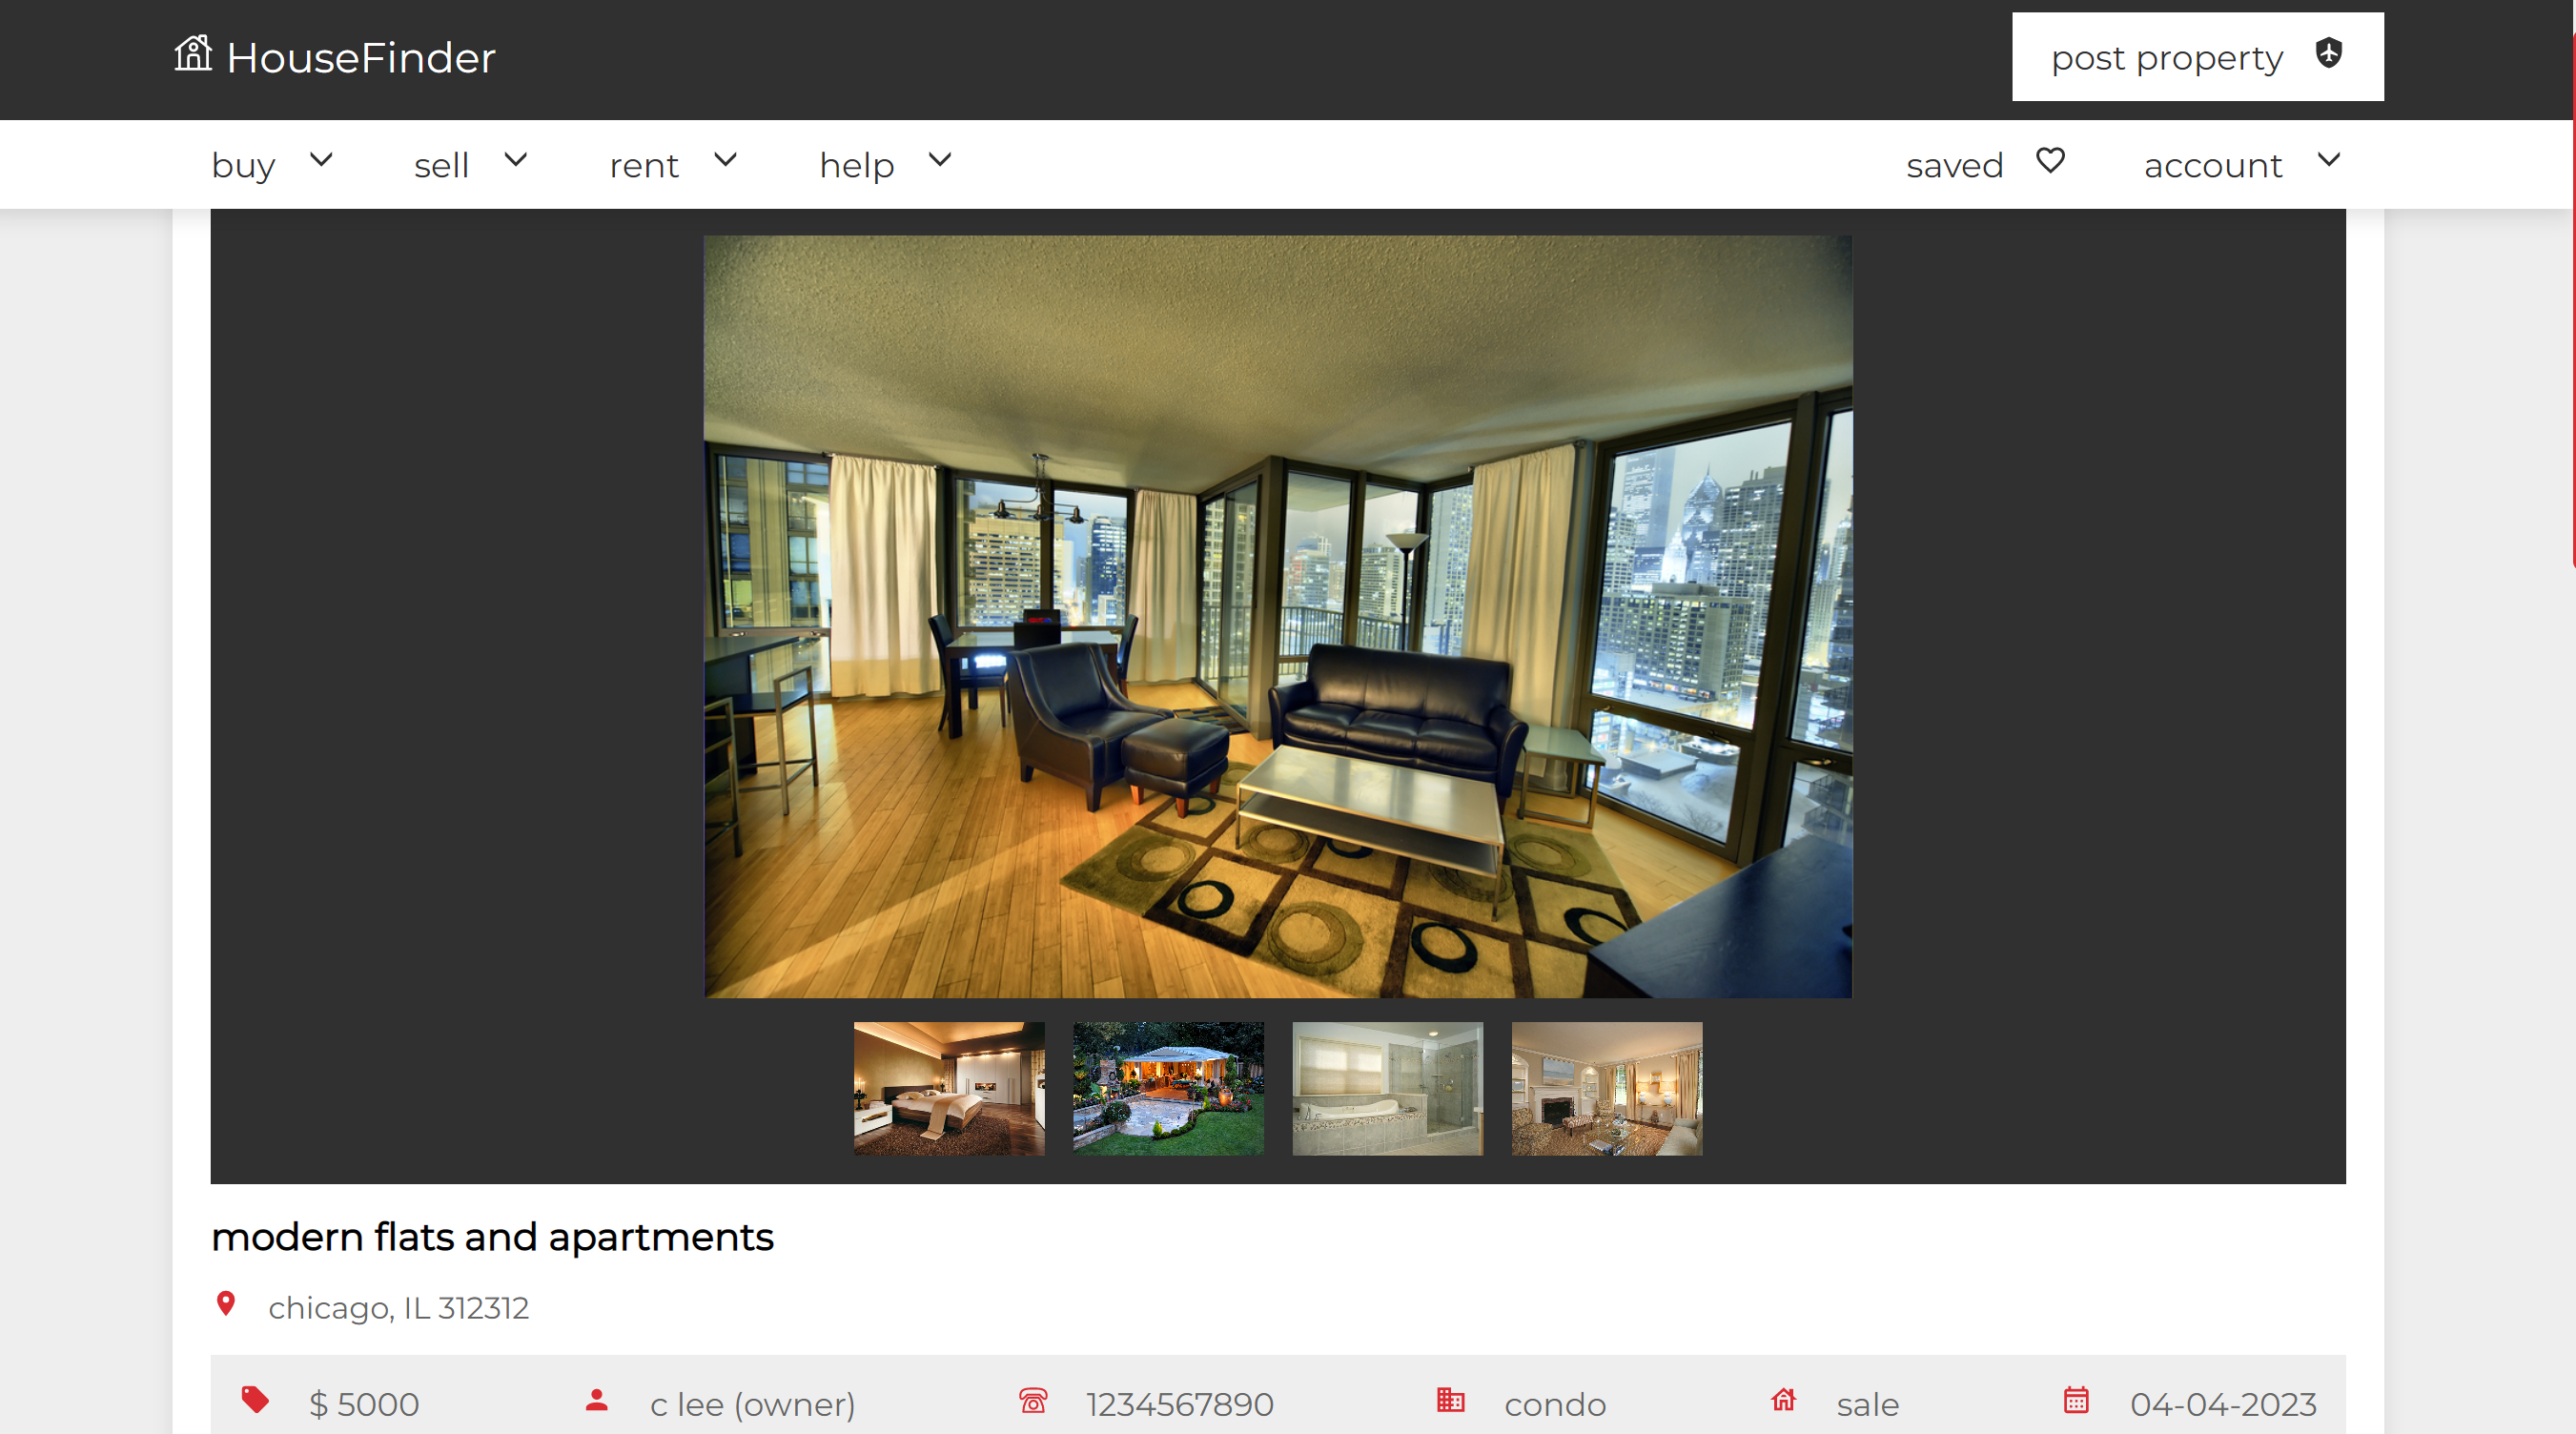 HouseFinder
post property
buy
sell
rent
help
saved
account
modern flats and apartments
chicago, IL 312312
$ 5000
c lee (owner)
1234567890
condo
sale
04-04-2023